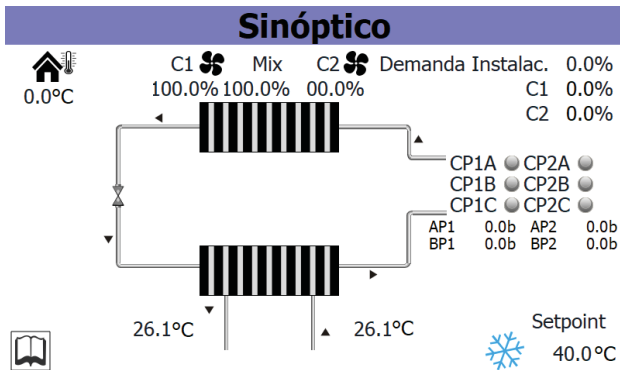 Sinóptico
C1 Mix C2 Demanda Instalac. 0.0%
0.0°C 100.0% 100.0% 00.0% C1 0.0%
C2 0.0%
CP1A CP2A
CP1B CP2B
CP1C CP2C
AP1 0.0b AP2 0.0b
BP1 0.0b BP2 0.0b
26.1°C 26.1°C Setpoint
40.0°C